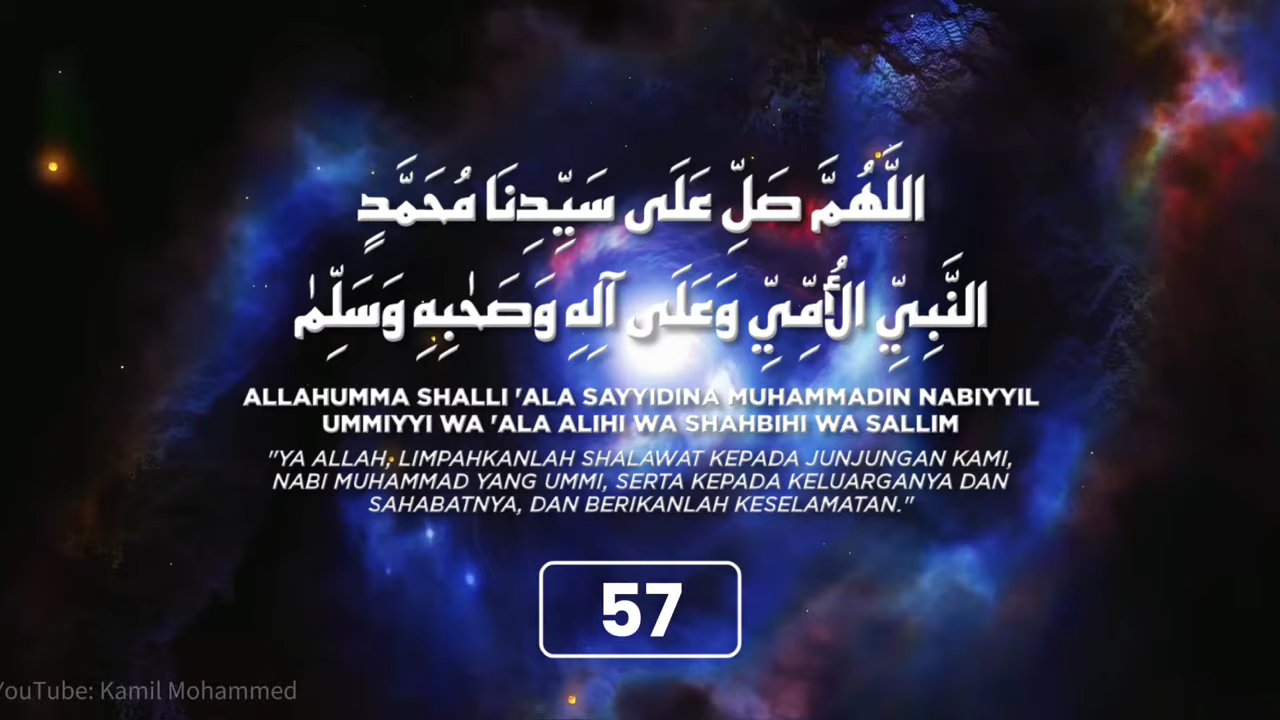 اللَّهُمَّ صَلِّ عَلَى سَيِّدِنَا مُحَمَّدٍ
النَّبِيِّ الأُمِّيِّ وَعَلَى آلِهِ وَصَحْبِهِ وَسَلِّمْ
ALLAHUMMA SHALLI 'ALA SAYYIDINA MUHAMMADIN NABIYYIL
UMMIYYI WA 'ALA ALIHI WA SHAHBIHI WA SALLIM
"YA ALLAH, LIMPAHKANLAH SHALAWAT KEPADA JUNJUNGAN KAMI,
NABI MUHAMMAD YANG UMMI, SERTA KEPADA KELUARGANYA DAN
SAHABATNYA, DAN BERIKANLAH KESELAMATAN."
57
YouTube: Kamil Mohammed